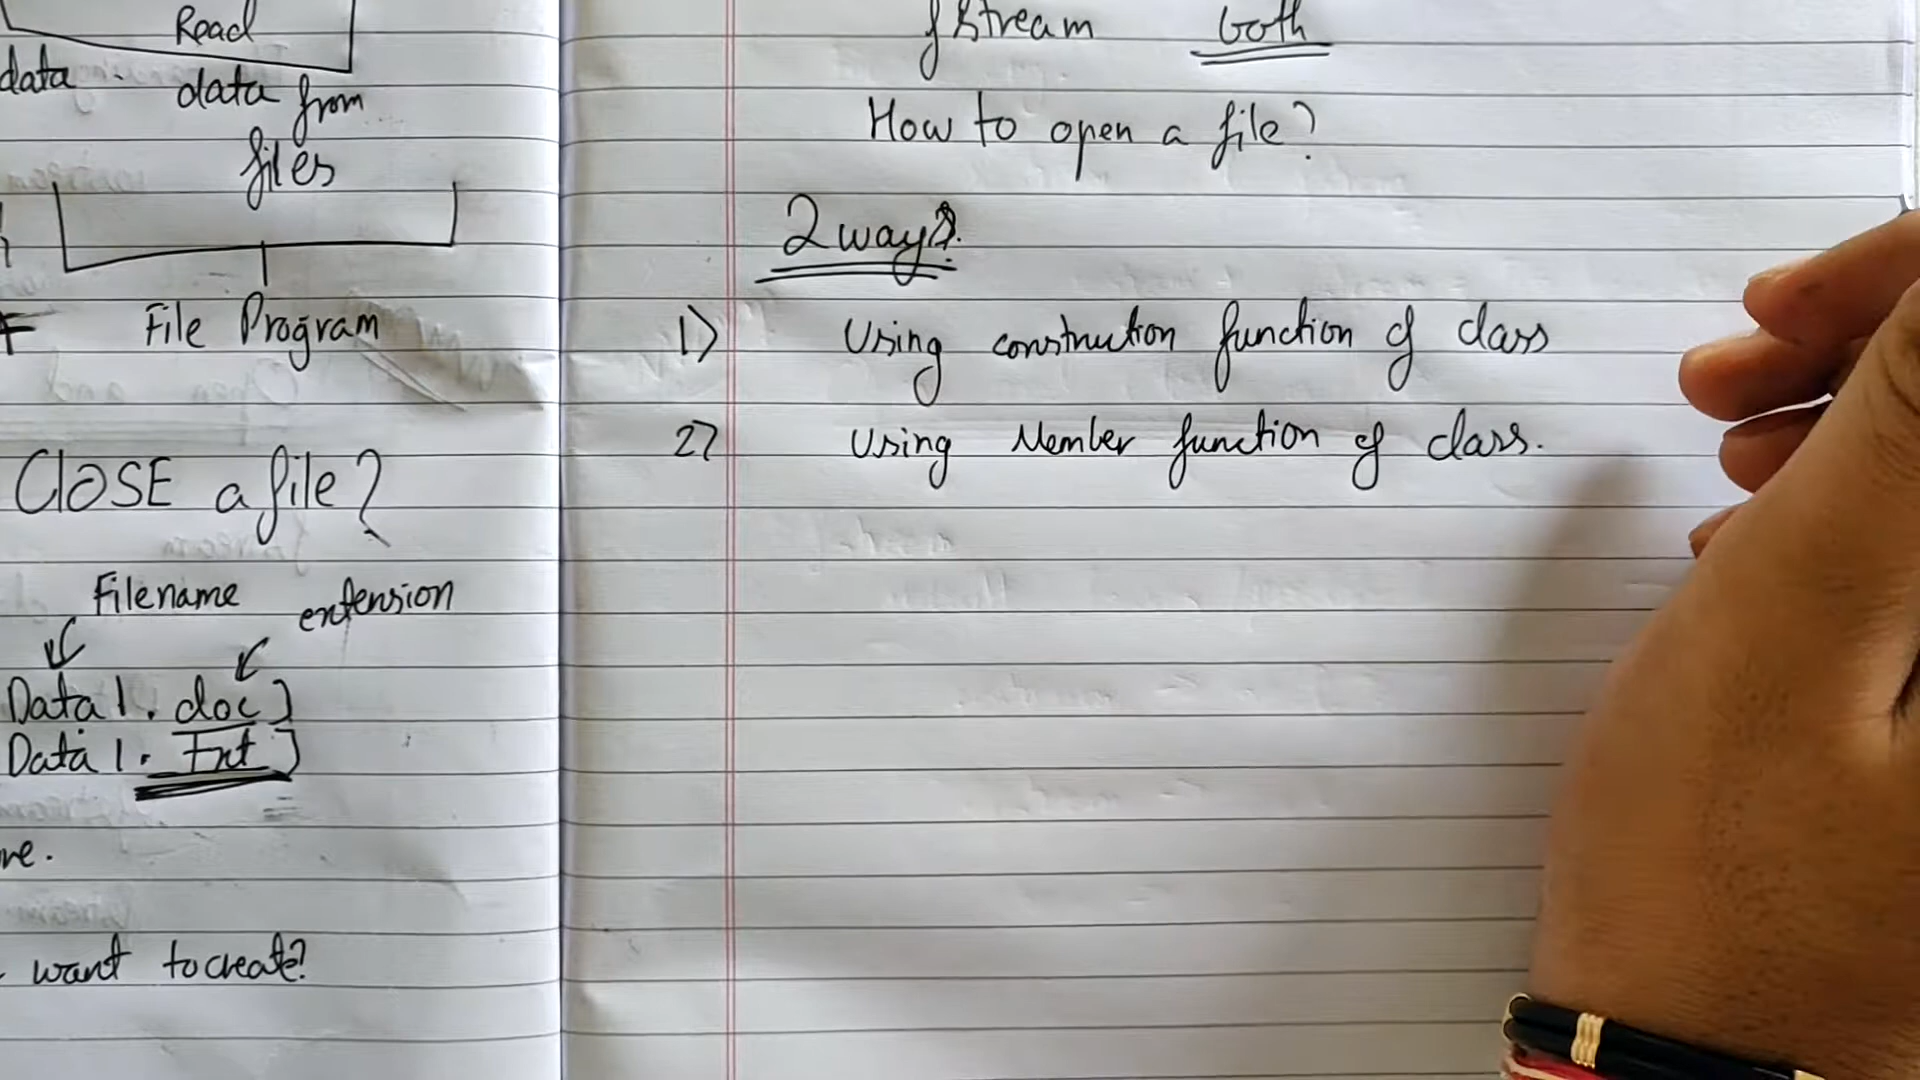 Read
data.
data from
files
File Program
ClOSE a file?
Filename extension
Data1.doc]
Data1.txt]
want to create?
fstream both
How to open a file?
2 ways.
1) Using construction function of class
2) Using Member function of class.